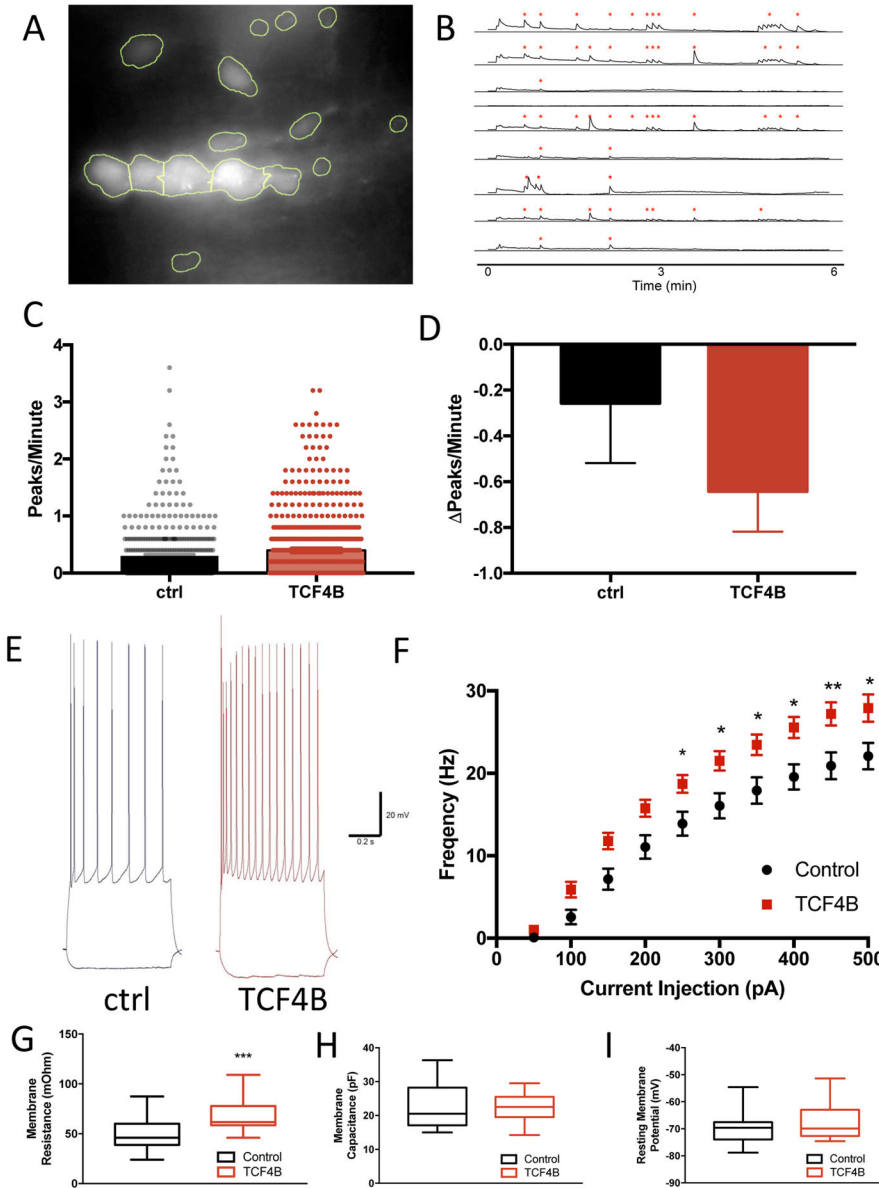 A
B
* * * * * * * * * * *
* * * * * * * * * * * * *
*
* * * * * * * * * * * * *
* *
* * *
* * * * * * * *
* *
0 3 6
Time (min)
C
Peaks/Minute
4
3
2
1
0
ctrl TCF4B
D
ΔPeaks/Minute
0.0
-0.2
-0.4
-0.6
-0.8
-1.0
ctrl TCF4B
E
20 mV
0.2 s
ctrl TCF4B
F
Freqency (Hz)
30
20
10
0
* * * * ** *
Control
TCF4B
0 100 200 300 400 500
Current Injection (pA)
G
Membrane
Resistance (mOhm)
150
100
50
0
***
Control
TCF4B
H
Membrane
Capacitance (pF)
40
30
20
10
0
Control
TCF4B
I
Resting Membrane
Potential (mV)
-40
-50
-60
-70
-80
-90
Control
TCF4B